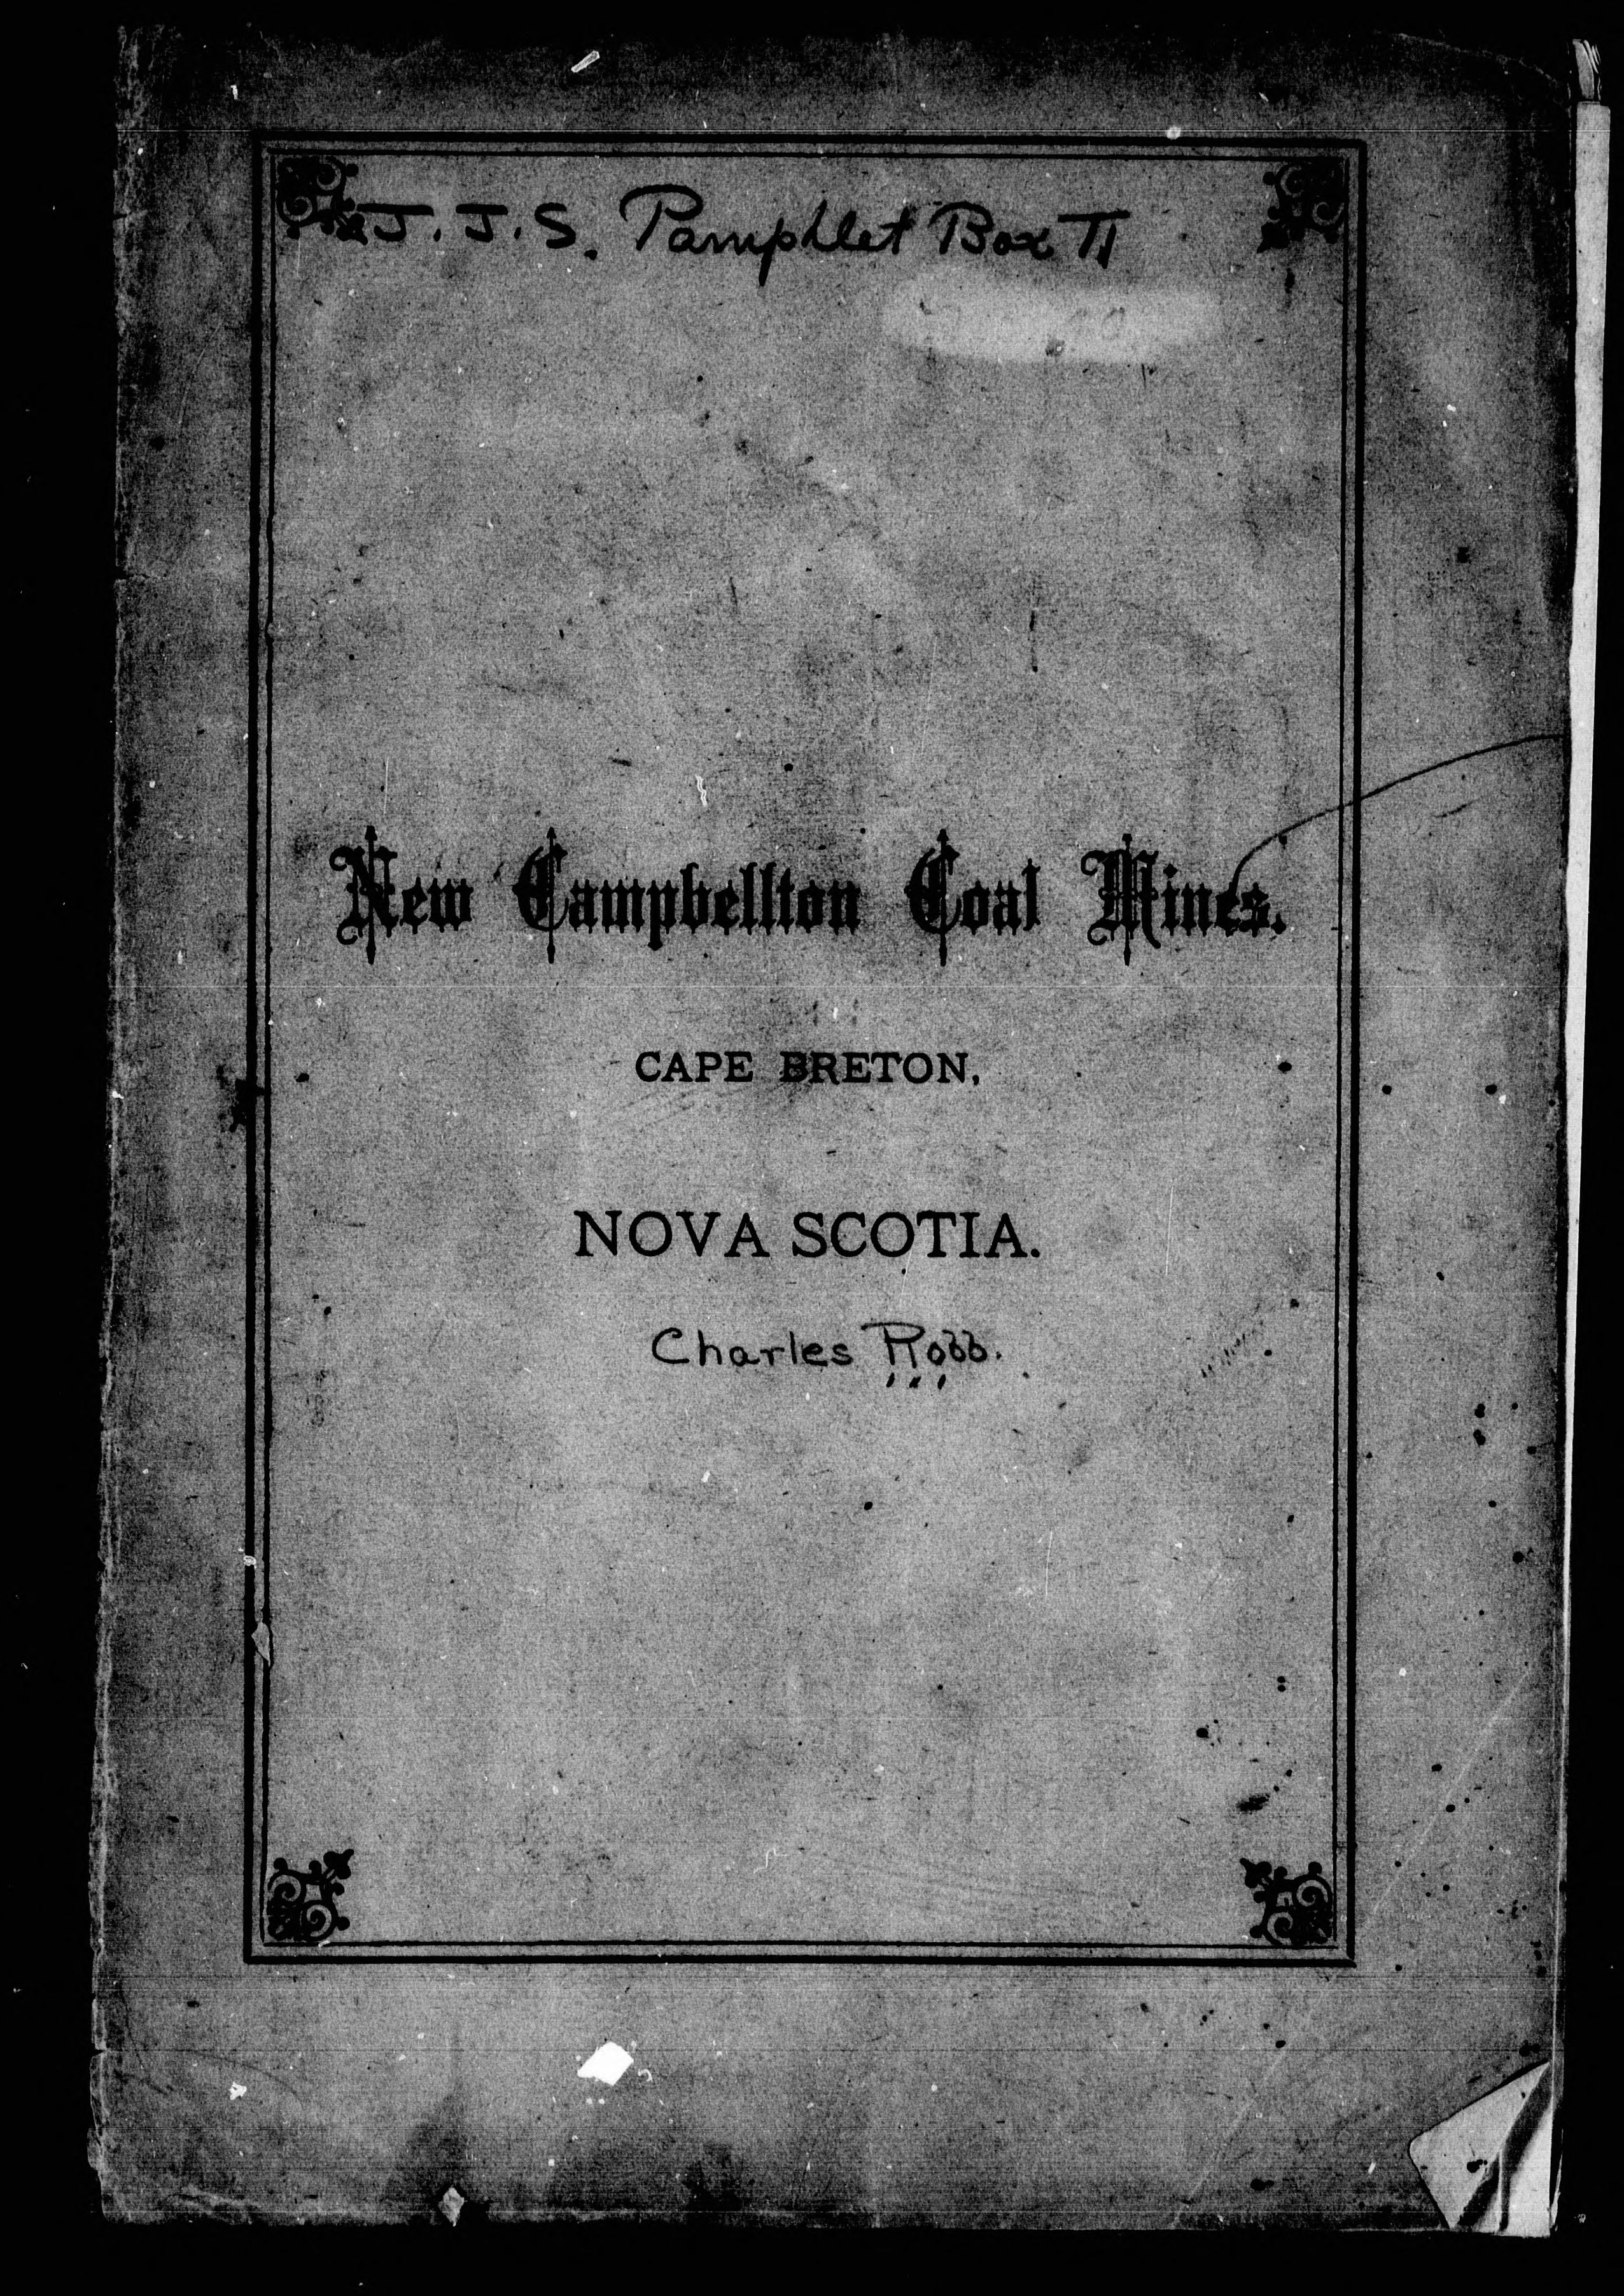 J. J. S. Pamphlet Box II
New Campbellton Coal Mines.
CAPE BRETON,
NOVA SCOTIA.
Charles Robb.